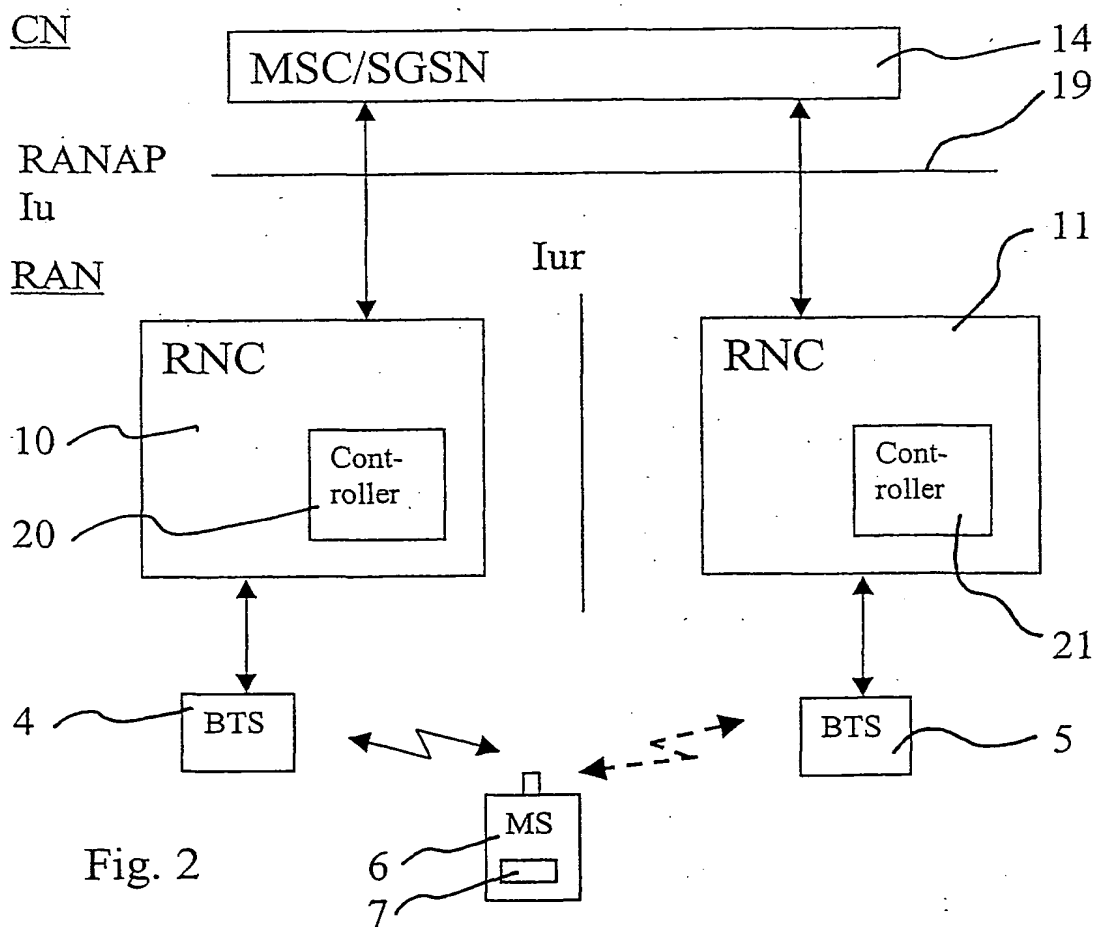 CN
MSC/SGSN
14
19
RANAP
Iu
11
Iur
RAN
RNC
RNC
10
Cont-
roller
Cont-
roller
20
21
4
BTS
BTS
5
MS
6
7
Fig. 2